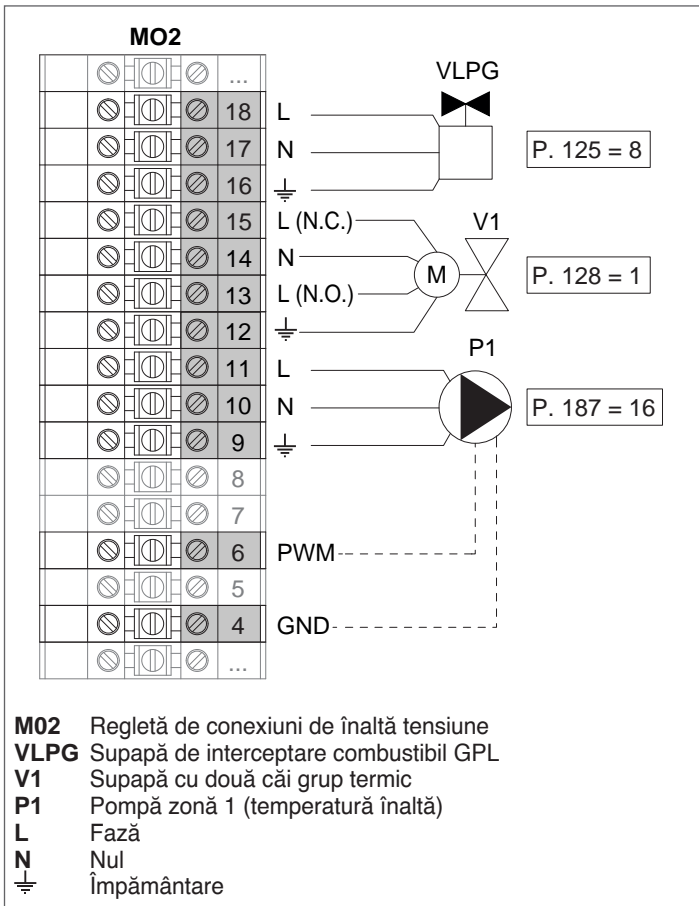 MO2
...
VLPG
18 L
17 N P. 125 = 8
16
15 L (N.C.) V1
14 N M P. 128 = 1
13 L (N.O.)
12
P1
11 L
10 N P. 187 = 16
9
8
7
6 PWM
5
4 GND
...
M02 Regletă de conexiuni de înaltă tensiune
VLPG Supapă de interceptare combustibil GPL
V1 Supapă cu două căi grup termic
P1 Pompă zonă 1 (temperatură înaltă)
L Fază
N Nul
Împământare